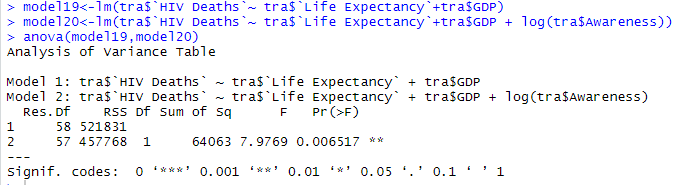 > model19<-lm(tra$`HIV Deaths`~ tra$`Life Expectancy`+tra$GDP)
> model20<-lm(tra$`HIV Deaths`~ tra$`Life Expectancy`+tra$GDP + log(tra$Awareness))
> anova(model19,model20)
Analysis of Variance Table

Model 1: tra$`HIV Deaths` ~ tra$`Life Expectancy` + tra$GDP
Model 2: tra$`HIV Deaths` ~ tra$`Life Expectancy` + tra$GDP + log(tra$Awareness)
  Res.Df    RSS Df Sum of Sq      F   Pr(>F)
1     58 521831
2     57 457768  1     64063 7.9769 0.006517 **
---
Signif. codes:  0 ‘***’ 0.001 ‘**’ 0.01 ‘*’ 0.05 ‘.’ 0.1 ‘ ’ 1